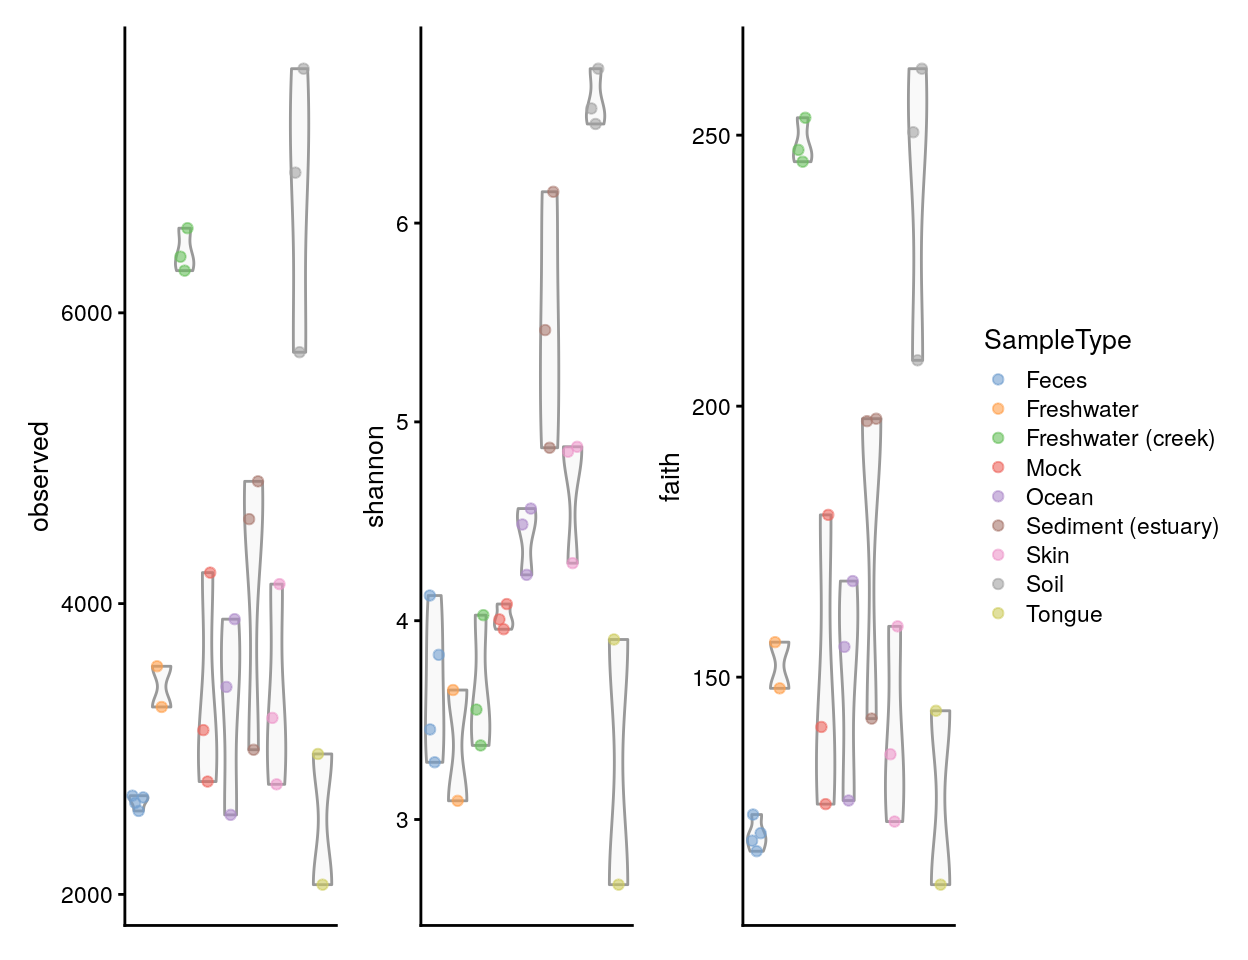 observed
6000
4000
2000
shannon
6
5
4
3
faith
250
200
150
SampleType
Feces
Freshwater
Freshwater (creek)
Mock
Ocean
Sediment (estuary)
Skin
Soil
Tongue